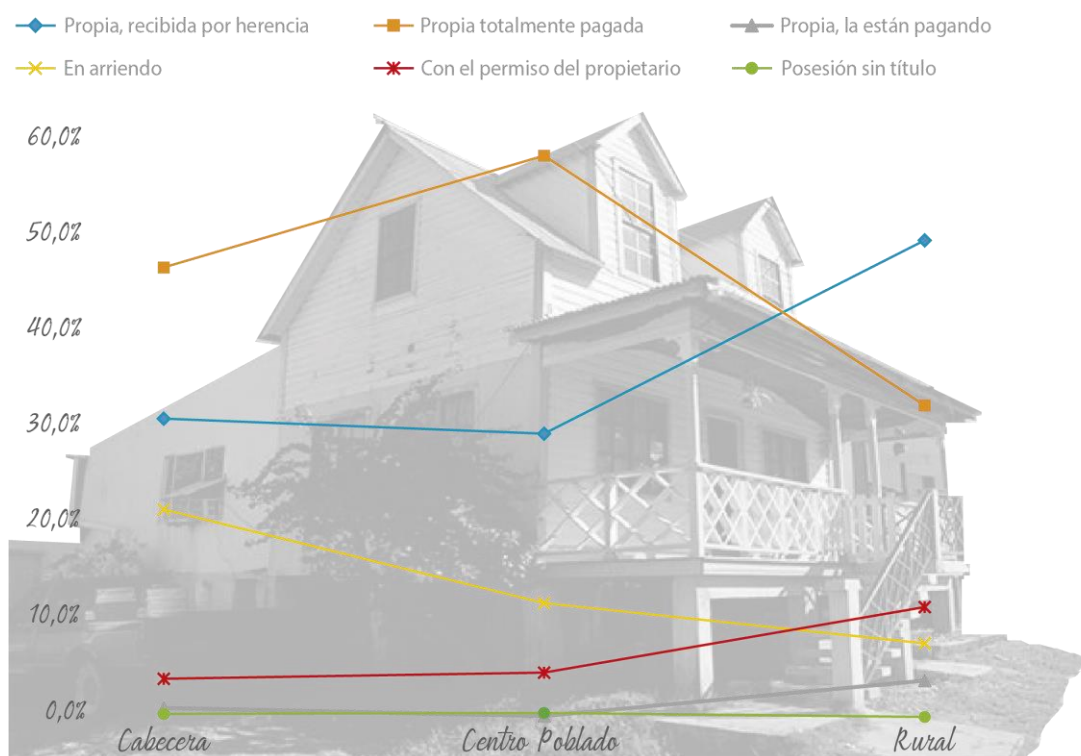 Propia, recibida por herencia
Propia totalmente pagada
Propia, la están pagando
En arriendo
Con el permiso del propietario
Posesión sin título
60,0%
50,0%
40,0%
30,0%
20,0%
10,0%
0,0%
Cabecera
Centro Poblado
Rural